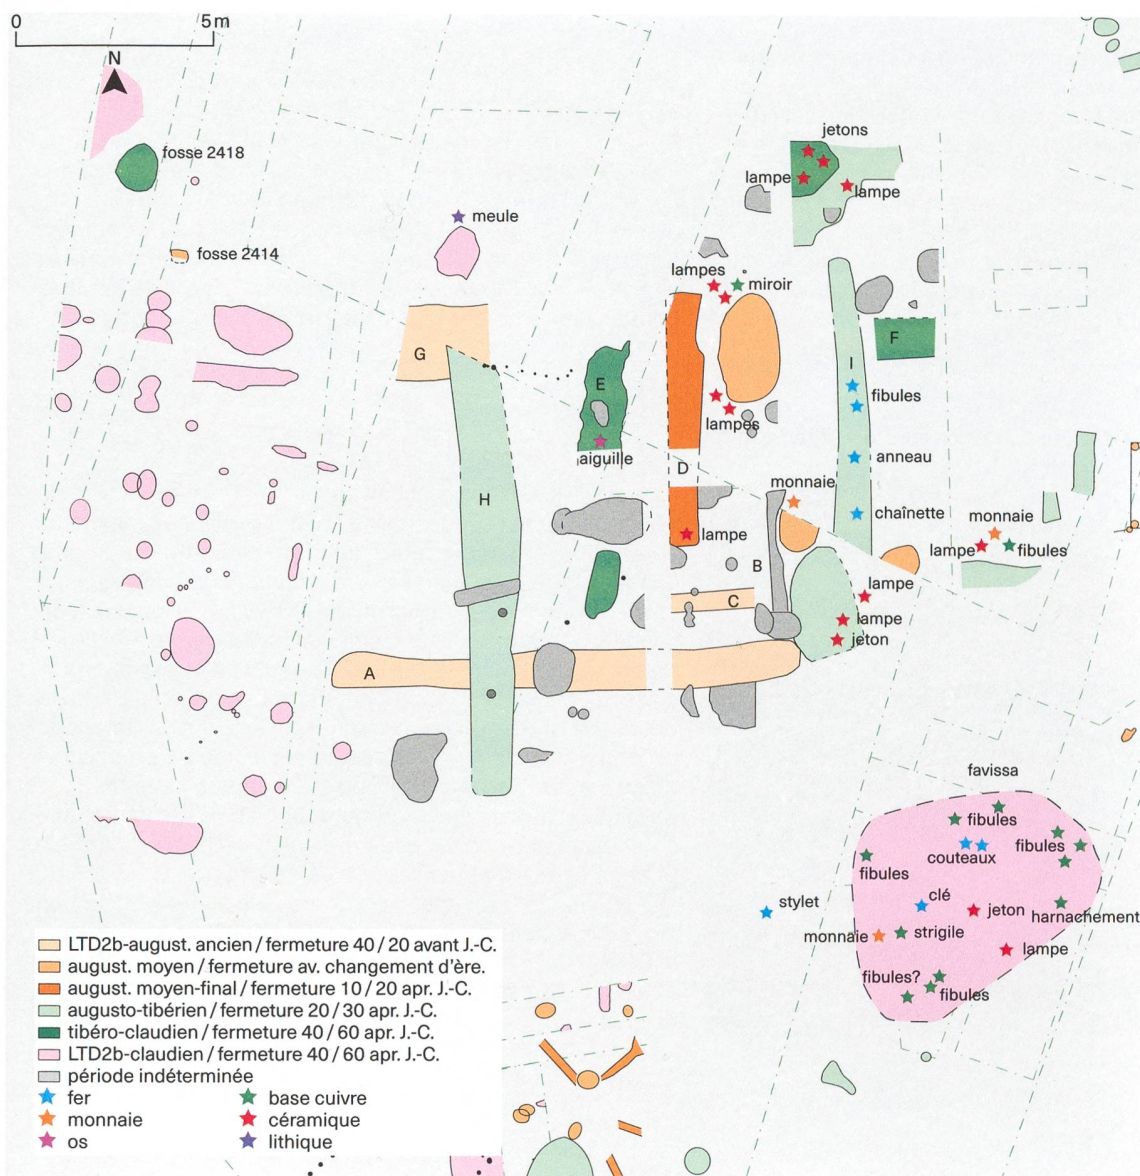 0 5 m
N
fosse 2418
jetons
lampe
lampe
meule
fosse 2414
lampes
miroir
G
E
I
F
fibules
lampes
aiguille
anneau
D
monnaie
H
chaînette
monnaie
lampe
lampe
fibules
B
lampe
C
lampe
jeton
A
favissa
fibules
fibules
couteaux
fibules
clé
stylet
jeton
harnachement
monnaie
strigile
lampe
fibules?
fibules
LTD2b-august. ancien / fermeture 40 / 20 avant J.-C.
august. moyen / fermeture av. changement d'ère.
august. moyen-final / fermeture 10 / 20 apr. J.-C.
augusto-tibérien / fermeture 20 / 30 apr. J.-C.
tibéro-claudien / fermeture 40 / 60 apr. J.-C.
LTD2b-claudien / fermeture 40 / 60 apr. J.-C.
période indéterminée
fer base cuivre
monnaie céramique
os lithique